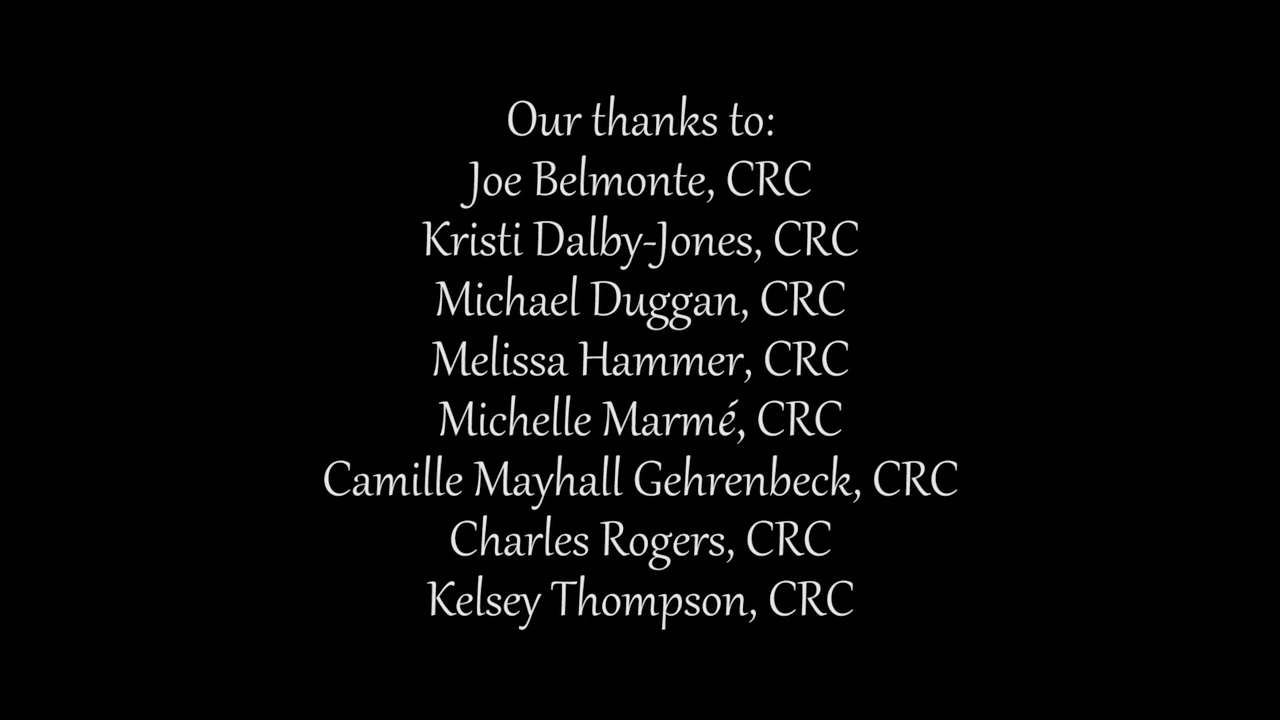 Our thanks to:
Joe Belmonte, CRC
Kristi Dalby-Jones, CRC
Michael Duggan, CRC
Melissa Hammer, CRC
Michelle Marmé, CRC
Camille Mayhall Gehrenbeck, CRC
Charles Rogers, CRC
Kelsey Thompson, CRC